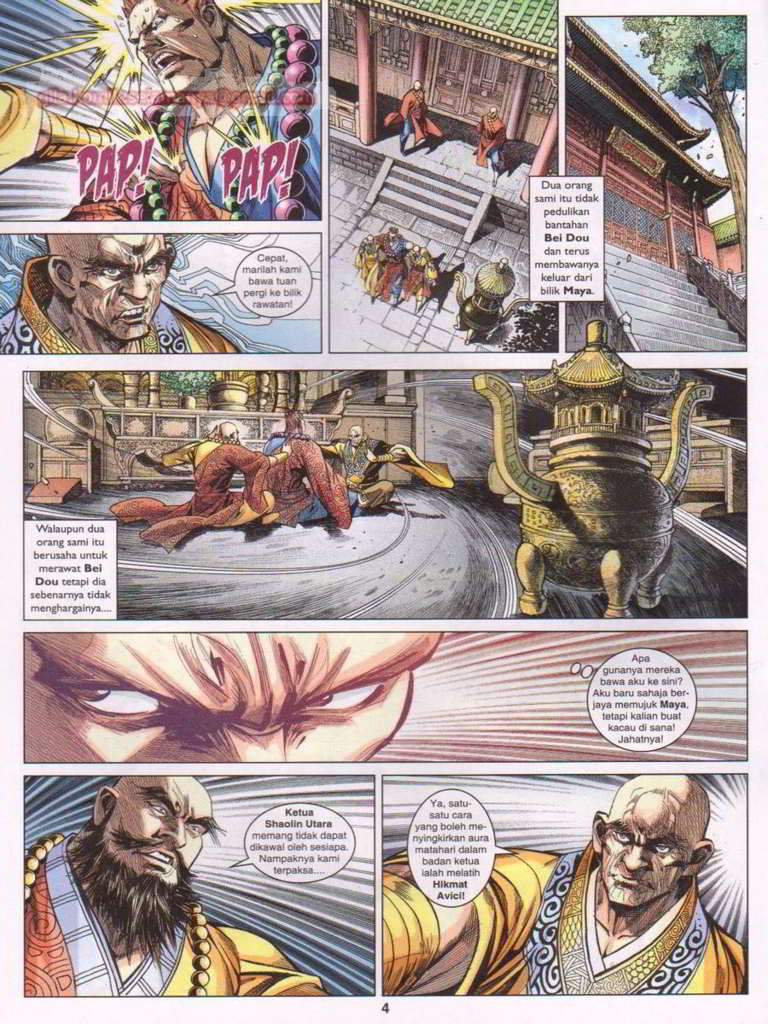 PAP!
PAP!
Dua orang
sami itu tidak
pedulikan
bantahan
Bei Dou
dan terus
membawanya
keluar dari
bilik Maya.
Cepat,
marilah kami
bawa tuan
pergi ke bilik
rawatan!
Walaupun dua
orang sami itu
berusaha untuk
merawat Bei
Dou tetapi dia
sebenarnya tidak
menghargainya....
Apa
gunanya mereka
bawa aku ke sini?
Aku baru sahaja ber-
jaya memujuk Maya,
tetapi kalian buat
kacau di sana!
Jahatnya!
Ketua
Shaolin Utara
memang tidak dapat
dikawal oleh sesiapa.
Nampaknya kami
terpaksa....
Ya, satu-
satu cara
yang boleh me-
nyingkirkan aura
matahari dalam
badan ketua
ialah melatih
Hikmat
Avici!
4